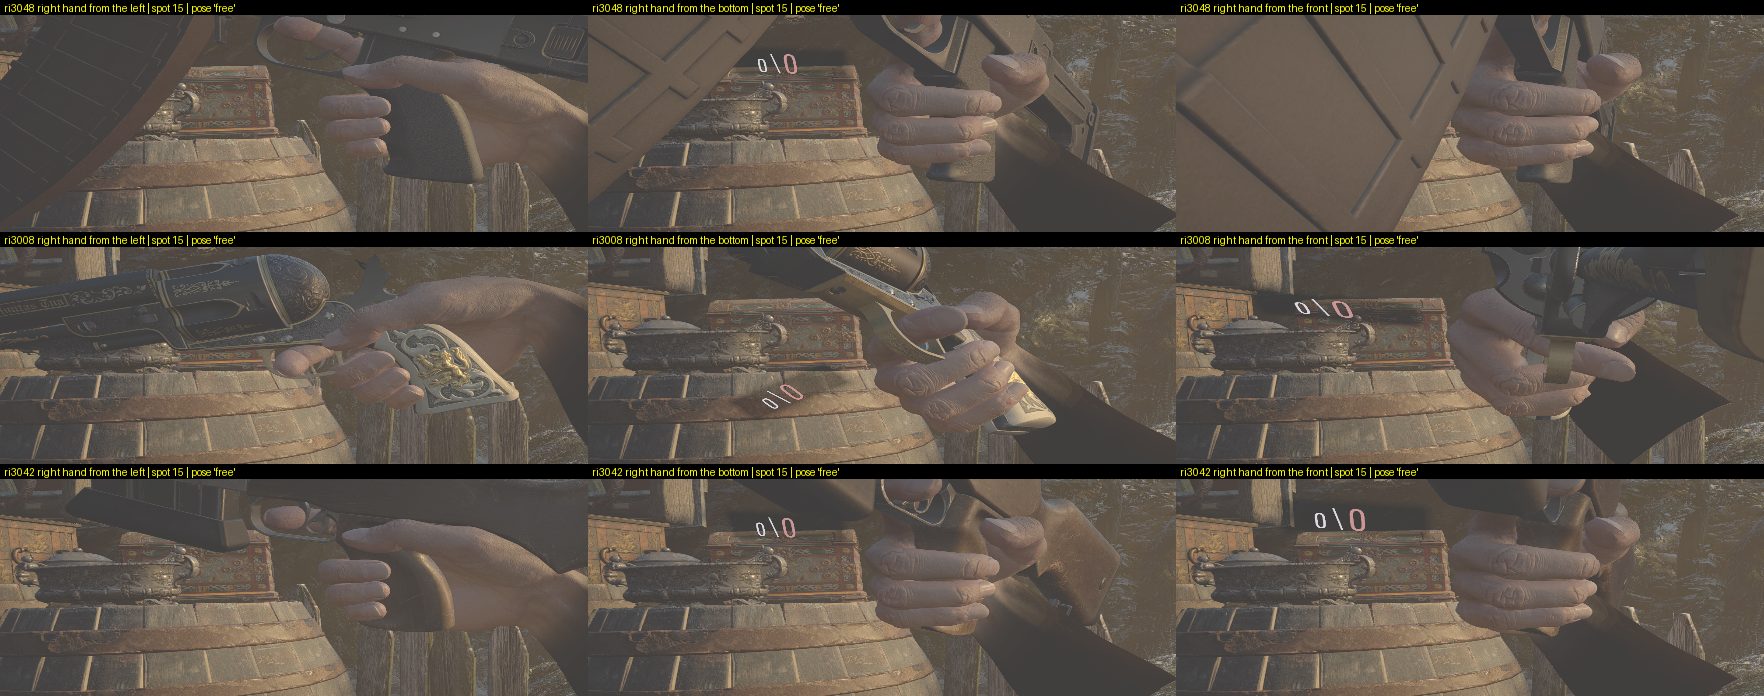 ri3048 right hand from the left | spot 15 | pose 'free'
ri3048 right hand from the bottom | spot 15 | pose 'free'
ri3048 right hand from the front | spot 15 | pose 'free'
0\0
ri3008 right hand from the left | spot 15 | pose 'free'
ri3008 right hand from the bottom | spot 15 | pose 'free'
ri3008 right hand from the front | spot 15 | pose 'free'
0\0
0\0
ri3042 right hand from the left | spot 15 | pose 'free'
ri3042 right hand from the bottom | spot 15 | pose 'free'
ri3042 right hand from the front | spot 15 | pose 'free'
0\0
0\0